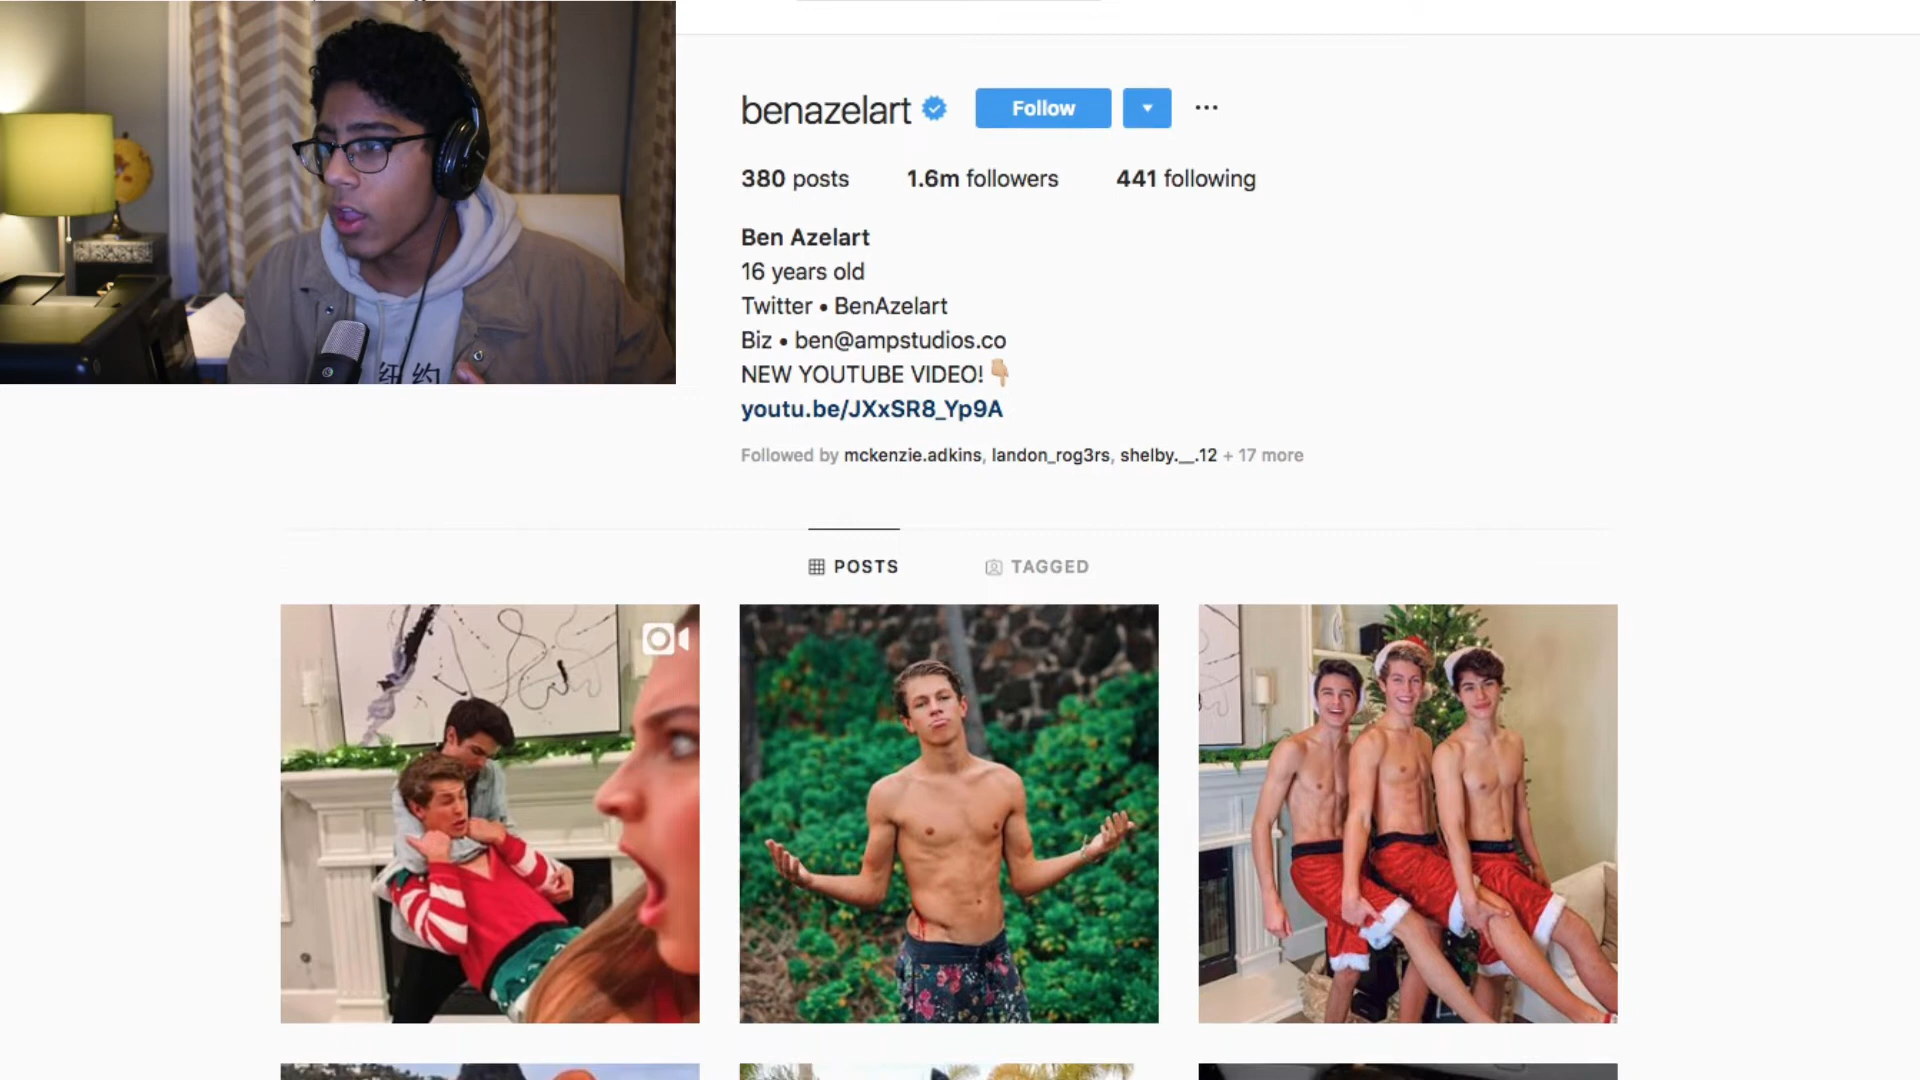 benazelart
Follow
380 posts 1.6m followers 441 following
Ben Azelart
16 years old
Twitter • BenAzelart
Biz • ben@ampstudios.co
NEW YOUTUBE VIDEO! 👇🏼
youtu.be/JXxSR8_Yp9A
Followed by mckenzie.adkins, landon_rog3rs, shelby.__.12 + 17 more
POSTS TAGGED
纽约